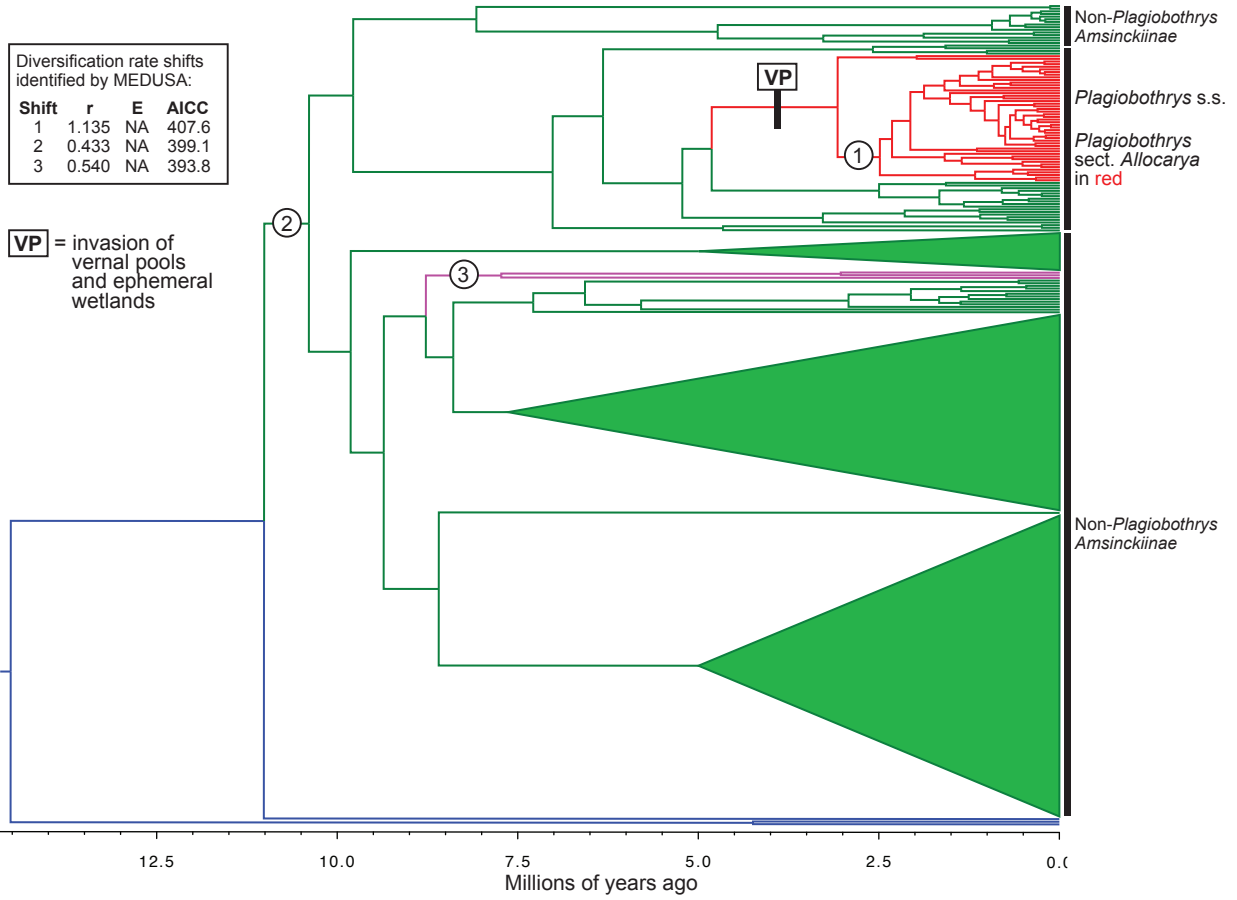 Diversification rate shifts
identified by MEDUSA:
Shift r E AICC
1 1.135 NA 407.6
2 0.433 NA 399.1
3 0.540 NA 393.8
VP = invasion of
vernal pools
and ephemeral
wetlands
VP
1
2
3
Non-Plagiobothrys
Amsinckiinae
Plagiobothrys s.s.
Plagiobothrys
sect. Allocarya
in red
Non-Plagiobothrys
Amsinckiinae
12.5 10.0 7.5 5.0 2.5 0.
Millions of years ago